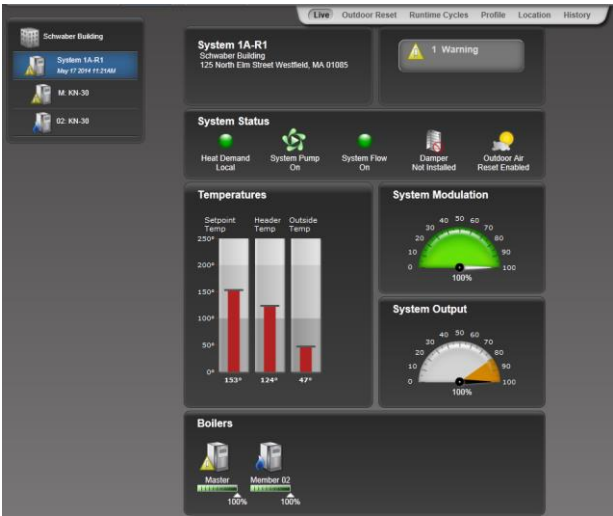 Live Outdoor Reset Runtime Cycles Profile Location History
Schwaber Building
System 1A-R1
May 17 2014 11:21AM
M: KN-30
02: KN-30
System 1A-R1
Schwaber Building
125 North Elm Street Westfield, MA 01085
1 Warning
System Status
Heat Demand
Local
System Pump
On
System Flow
On
Damper
Not Installed
Outdoor Air
Reset Enabled
Temperatures
Setpoint
Temp
Header
Temp
Outside
Temp
250°
200°
150°
100°
50°
0°
153° 124° 47°
System Modulation
0 10 20 30 40 50 60 70 80 90 100
100%
System Output
0 10 20 30 40 50 60 70 80 90 100
100%
Boilers
Master
100%
Member 02
100%